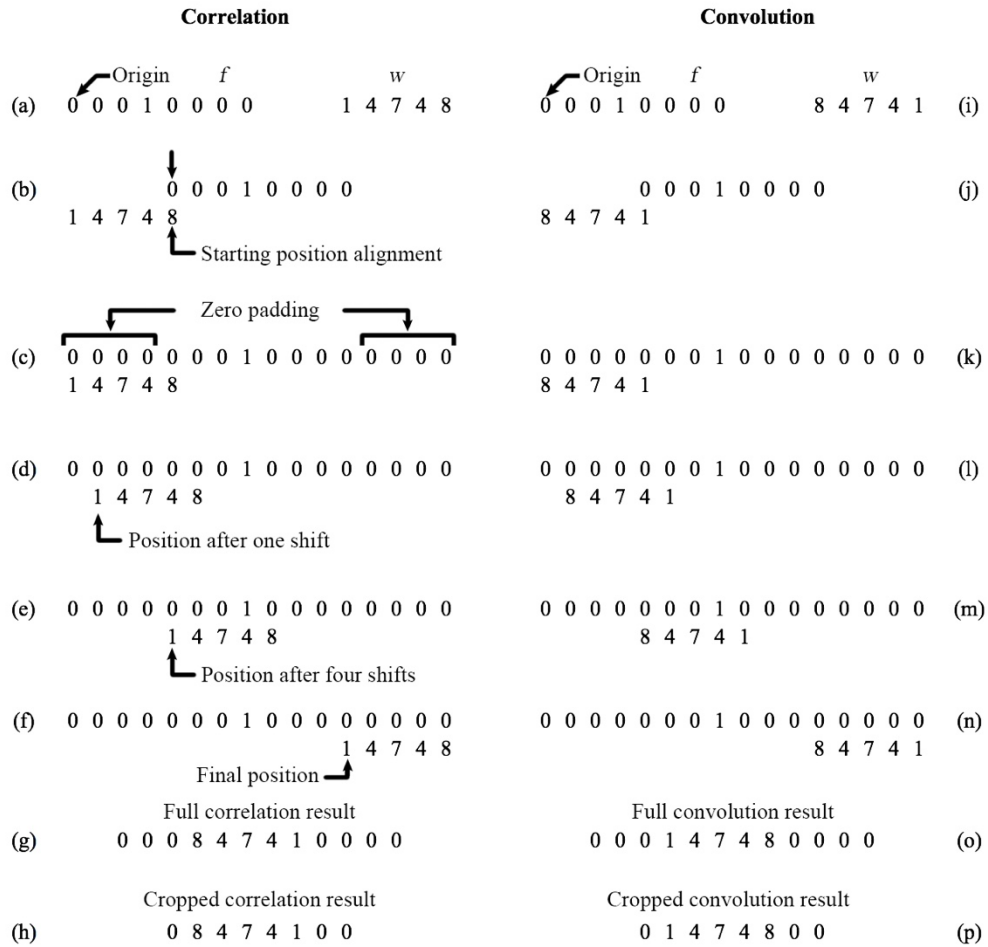 Correlation Convolution
Origin f w Origin f w
(a) 0 0 0 1 0 0 0 0 1 4 7 4 8 0 0 0 1 0 0 0 0 8 4 7 4 1 (i)
(b) 0 0 0 1 0 0 0 0 0 0 0 1 0 0 0 0 (j)
1 4 7 4 8 8 4 7 4 1
Starting position alignment
Zero padding
(c) 0 0 0 0 0 0 0 1 0 0 0 0 0 0 0 0 0 0 0 0 0 0 0 1 0 0 0 0 0 0 0 0 (k)
1 4 7 4 8 8 4 7 4 1
(d) 0 0 0 0 0 0 0 1 0 0 0 0 0 0 0 0 0 0 0 0 0 0 0 1 0 0 0 0 0 0 0 0 (l)
1 4 7 4 8 8 4 7 4 1
Position after one shift
(e) 0 0 0 0 0 0 0 1 0 0 0 0 0 0 0 0 0 0 0 0 0 0 0 1 0 0 0 0 0 0 0 0 (m)
1 4 7 4 8 8 4 7 4 1
Position after four shifts
(f) 0 0 0 0 0 0 0 1 0 0 0 0 0 0 0 0 0 0 0 0 0 0 0 1 0 0 0 0 0 0 0 0 (n)
1 4 7 4 8 8 4 7 4 1
Final position
Full correlation result Full convolution result
(g) 0 0 0 8 4 7 4 1 0 0 0 0 0 0 0 1 4 7 4 8 0 0 0 0 (o)
Cropped correlation result Cropped convolution result
(h) 0 8 4 7 4 1 0 0 0 1 4 7 4 8 0 0 (p)